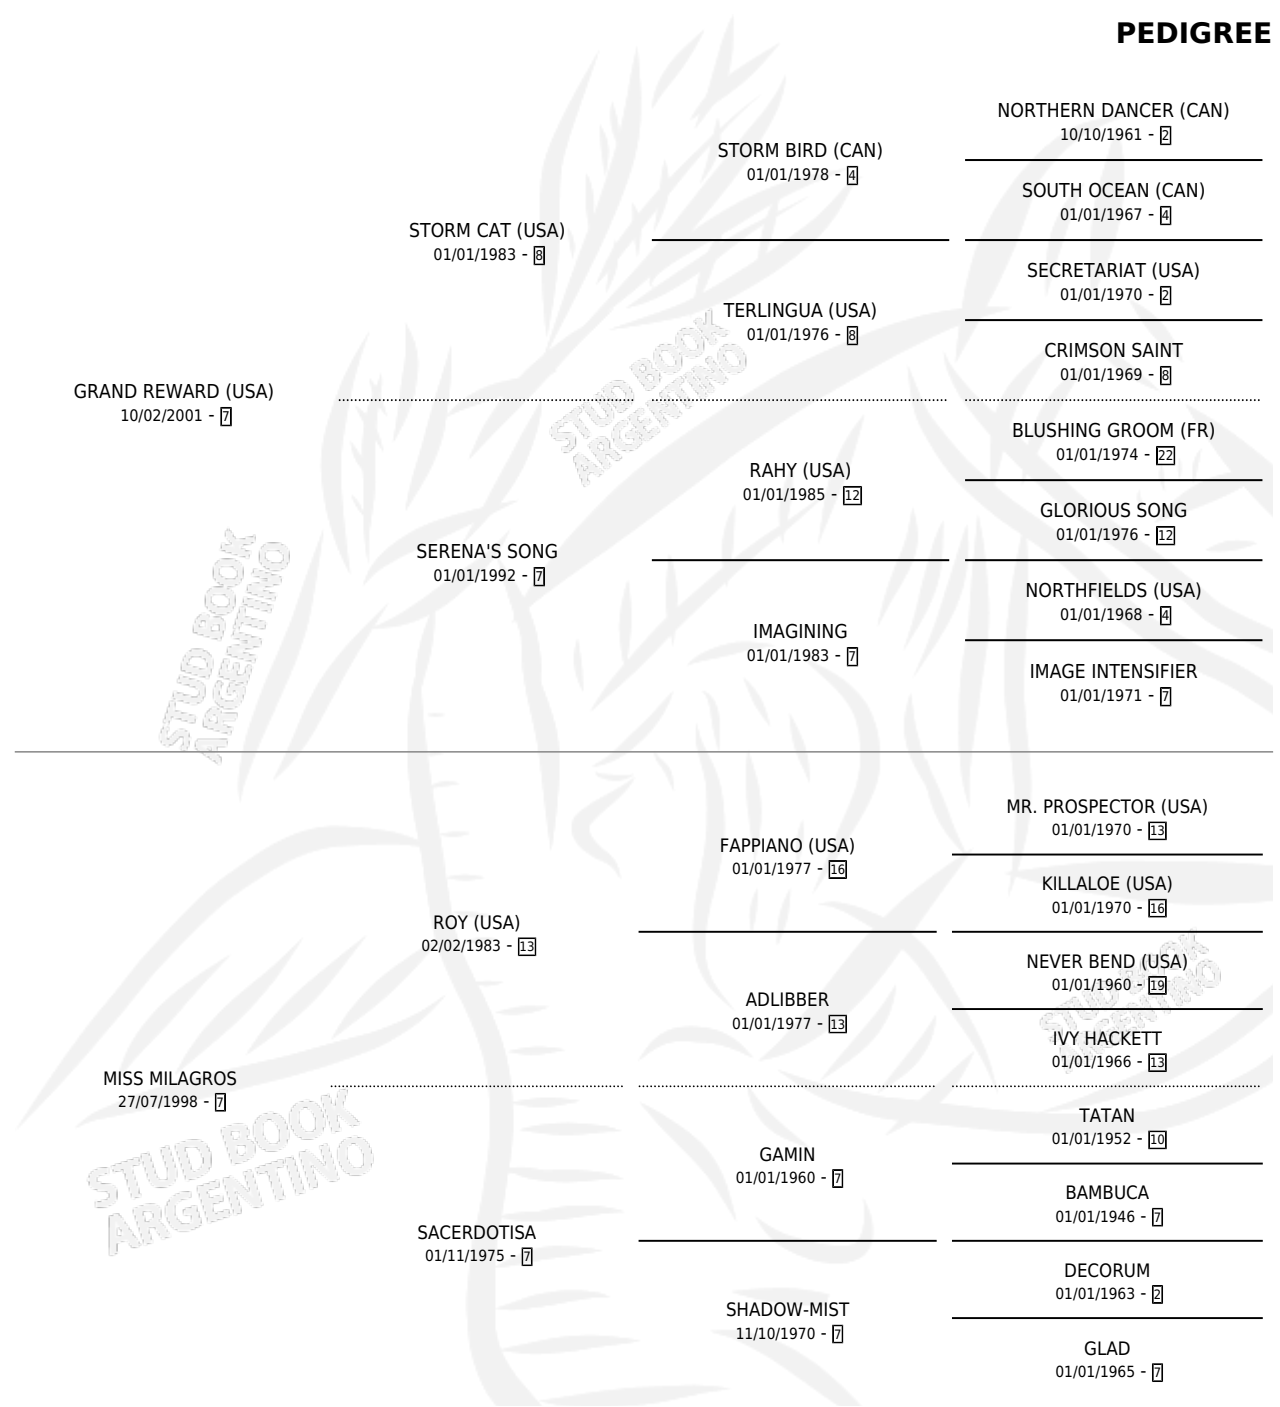 PEDIGREE
NORTHERN DANCER (CAN)
10/10/1961 - 2
STORM BIRD (CAN)
01/01/1978 - 4
SOUTH OCEAN (CAN)
01/01/1967 - 4
STORM CAT (USA)
01/01/1983 - 8
SECRETARIAT (USA)
01/01/1970 - 2
TERLINGUA (USA)
01/01/1976 - 8
CRIMSON SAINT
01/01/1969 - 8
GRAND REWARD (USA)
10/02/2001 - 7
BLUSHING GROOM (FR)
01/01/1974 - 22
RAHY (USA)
01/01/1985 - 12
GLORIOUS SONG
01/01/1976 - 12
SERENA'S SONG
01/01/1992 - 7
NORTHFIELDS (USA)
01/01/1968 - 4
IMAGINING
01/01/1983 - 7
IMAGE INTENSIFIER
01/01/1971 - 7
MR. PROSPECTOR (USA)
01/01/1970 - 13
FAPPIANO (USA)
01/01/1977 - 16
KILLALOE (USA)
01/01/1970 - 16
ROY (USA)
02/02/1983 - 13
NEVER BEND (USA)
01/01/1960 - 19
ADLIBBER
01/01/1977 - 13
IVY HACKETT
01/01/1966 - 13
MISS MILAGROS
27/07/1998 - 7
TATAN
01/01/1952 - 10
GAMIN
01/01/1960 - 7
BAMBUCA
01/01/1946 - 7
SACERDOTISA
01/11/1975 - 7
DECORUM
01/01/1963 - 2
SHADOW-MIST
11/10/1970 - 7
GLAD
01/01/1965 - 7
STUD BOOK
ARGENTINO
STUD BOOK
ARGENTINO
STUD BOOK
ARGENTINO
STUD BOOK
ARGENTINO